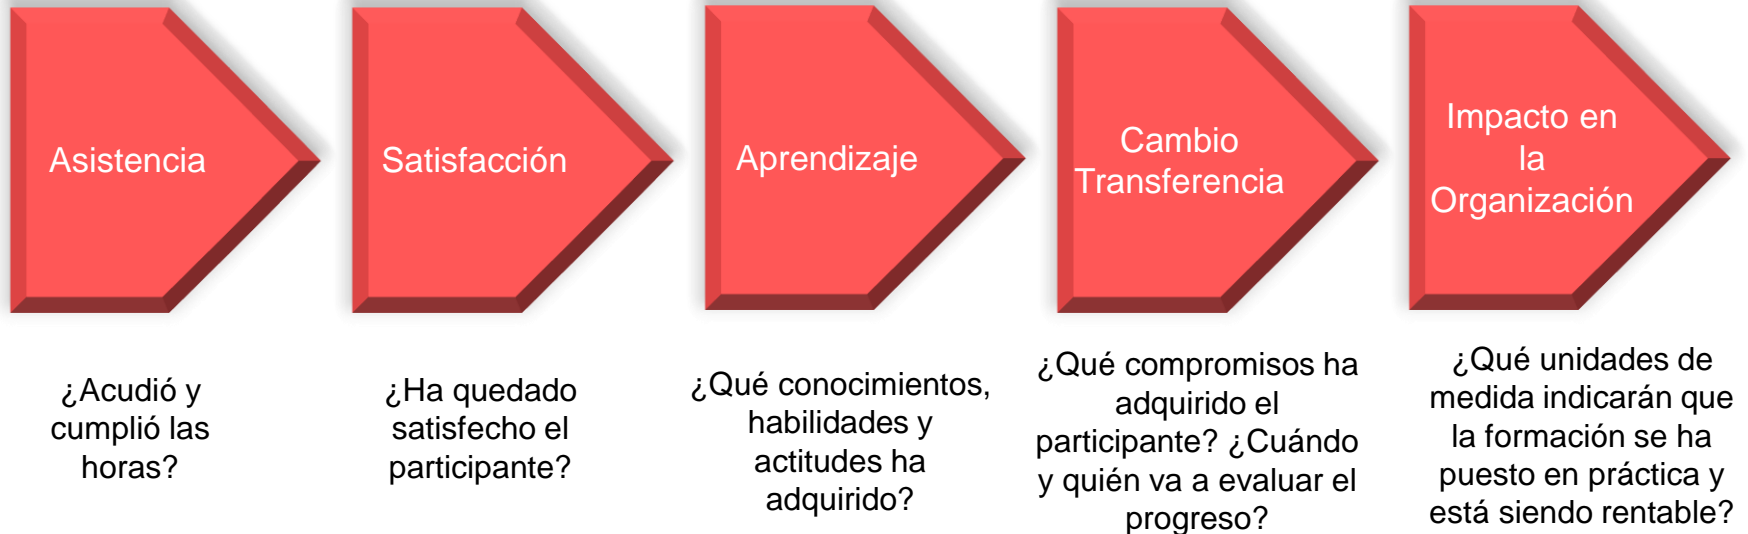 Asistencia
Satisfacción
Aprendizaje
Cambio
Transferencia
Impacto en
la
Organización
¿Acudió y
cumplió las
horas?
¿Ha quedado
satisfecho el
participante?
¿Qué conocimientos,
habilidades y
actitudes ha
adquirido?
¿Qué compromisos ha
adquirido el
participante? ¿Cuándo
y quién va a evaluar el
progreso?
¿Qué unidades de
medida indicarán que
la formación se ha
puesto en práctica y
está siendo rentable?